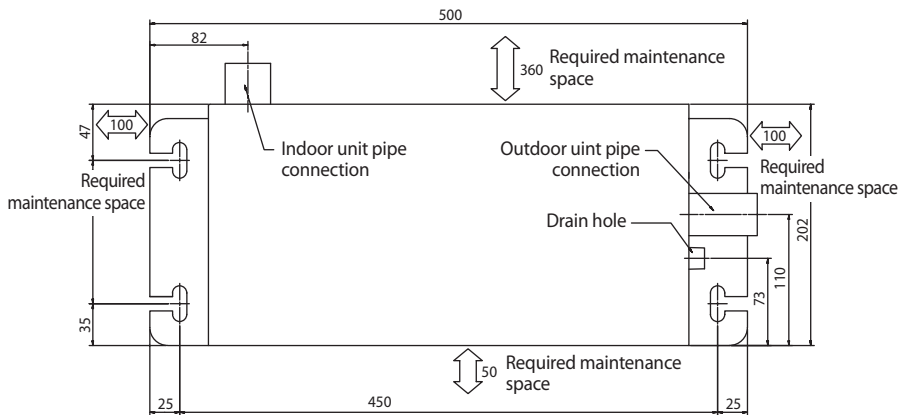 500
82
360
Required maintenance
space
47
100
100
Indoor unit pipe
connection
Outdoor uint pipe
connection
Required
maintenance space
Required
maintenance space
Drain hole
202
110
73
35
50
Required maintenance
space
25
450
25